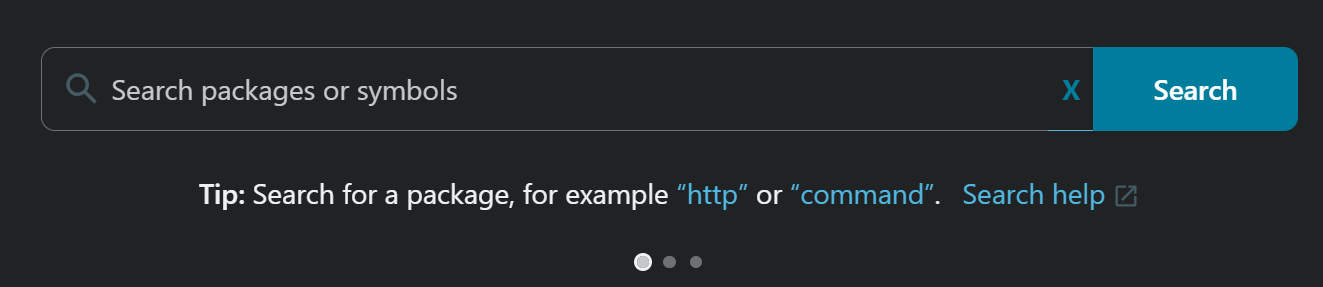 Search packages or symbols X Search
Tip: Search for a package, for example “http” or “command”. Search help